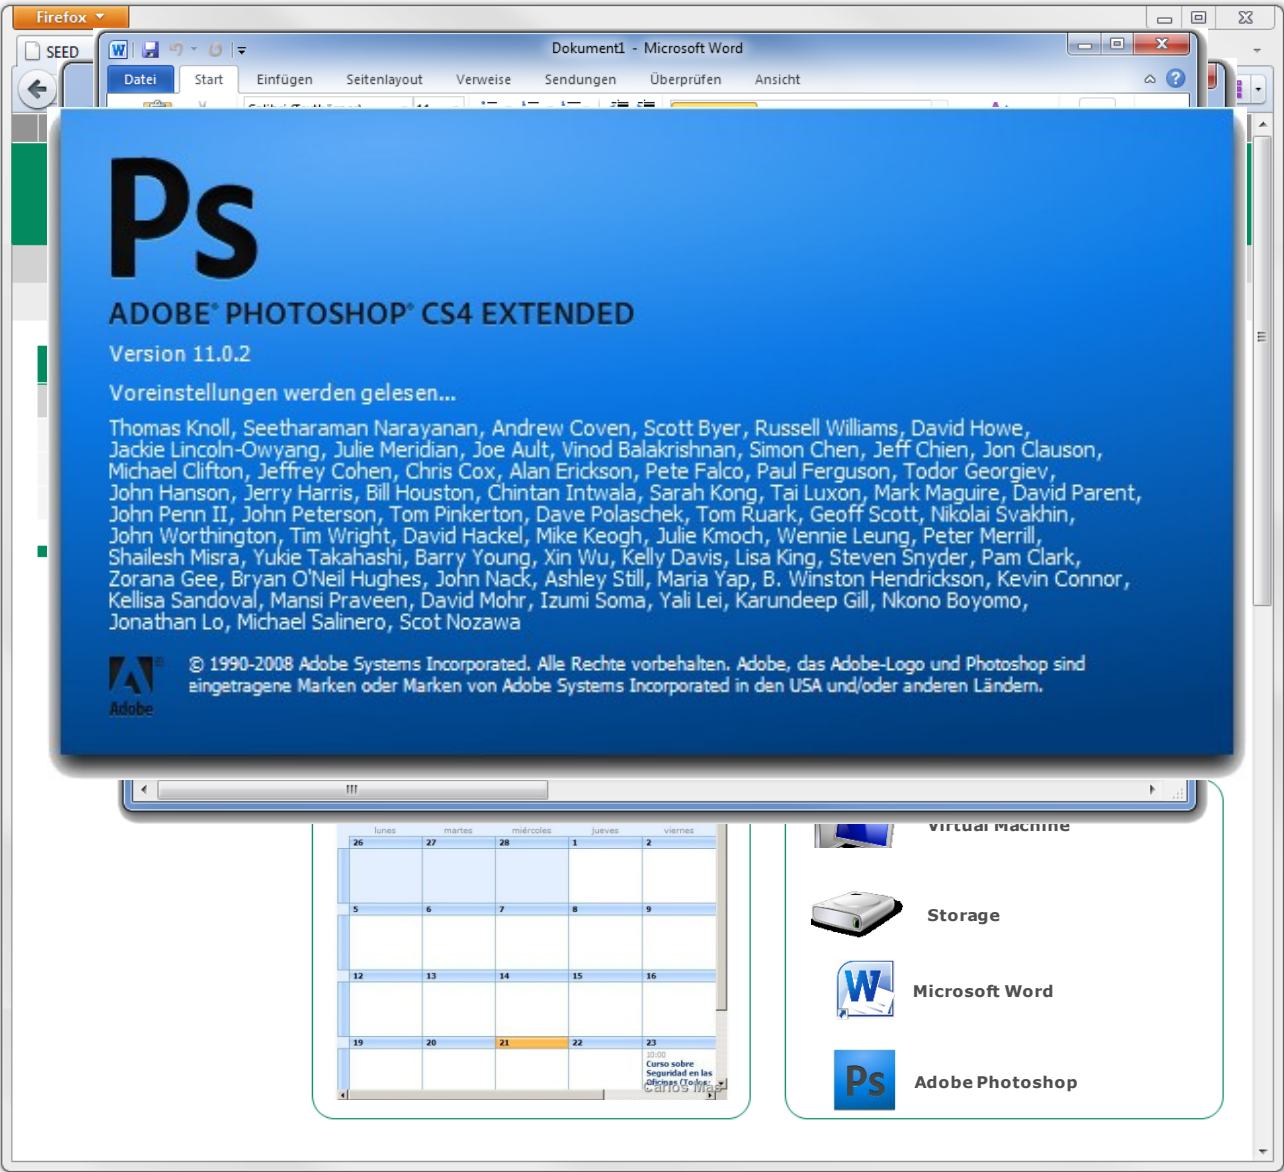 Firefox
SEED
Dokument1 - Microsoft Word
Datei Start Einfügen Seitenlayout Verweise Sendungen Überprüfen Ansicht
Ps
ADOBE® PHOTOSHOP® CS4 EXTENDED
Version 11.0.2
Voreinstellungen werden gelesen...
Thomas Knoll, Seetharaman Narayanan, Andrew Coven, Scott Byer, Russell Williams, David Howe,
Jackie Lincoln-Owyang, Julie Meridian, Joe Ault, Vinod Balakrishnan, Simon Chen, Jeff Chien, Jon Clauson,
Michael Clifton, Jeffrey Cohen, Chris Cox, Alan Erickson, Pete Falco, Paul Ferguson, Todor Georgiev,
John Hanson, Jerry Harris, Bill Houston, Chintan Intwala, Sarah Kong, Tai Luxon, Mark Maguire, David Parent,
John Penn II, John Peterson, Tom Pinkerton, Dave Polaschek, Tom Ruark, Geoff Scott, Nikolai Svakhin,
John Worthington, Tim Wright, David Hackel, Mike Keogh, Julie Kmoch, Wennie Leung, Peter Merrill,
Shailesh Misra, Yukie Takahashi, Barry Young, Xin Wu, Kelly Davis, Lisa King, Steven Snyder, Pam Clark,
Zorana Gee, Bryan O'Neil Hughes, John Nack, Ashley Still, Maria Yap, B. Winston Hendrickson, Kevin Connor,
Kellisa Sandoval, Mansi Praveen, David Mohr, Izumi Soma, Yali Lei, Karundeep Gill, Nkono Boyomo,
Jonathan Lo, Michael Salinero, Scot Nozawa
© 1990-2008 Adobe Systems Incorporated. Alle Rechte vorbehalten. Adobe, das Adobe-Logo und Photoshop sind
eingetragene Marken oder Marken von Adobe Systems Incorporated in den USA und/oder anderen Ländern.
Adobe
lunes martes miércoles jueves viernes
26 27 28 1 2
5 6 7 8 9
12 13 14 15 16
19 20 21 22 23
10:00
Curso sobre
Seguridad en las
Oficinas (Todos:
Carlos Mas
Virtual Machine
Storage
W
Microsoft Word
Ps
Adobe Photoshop